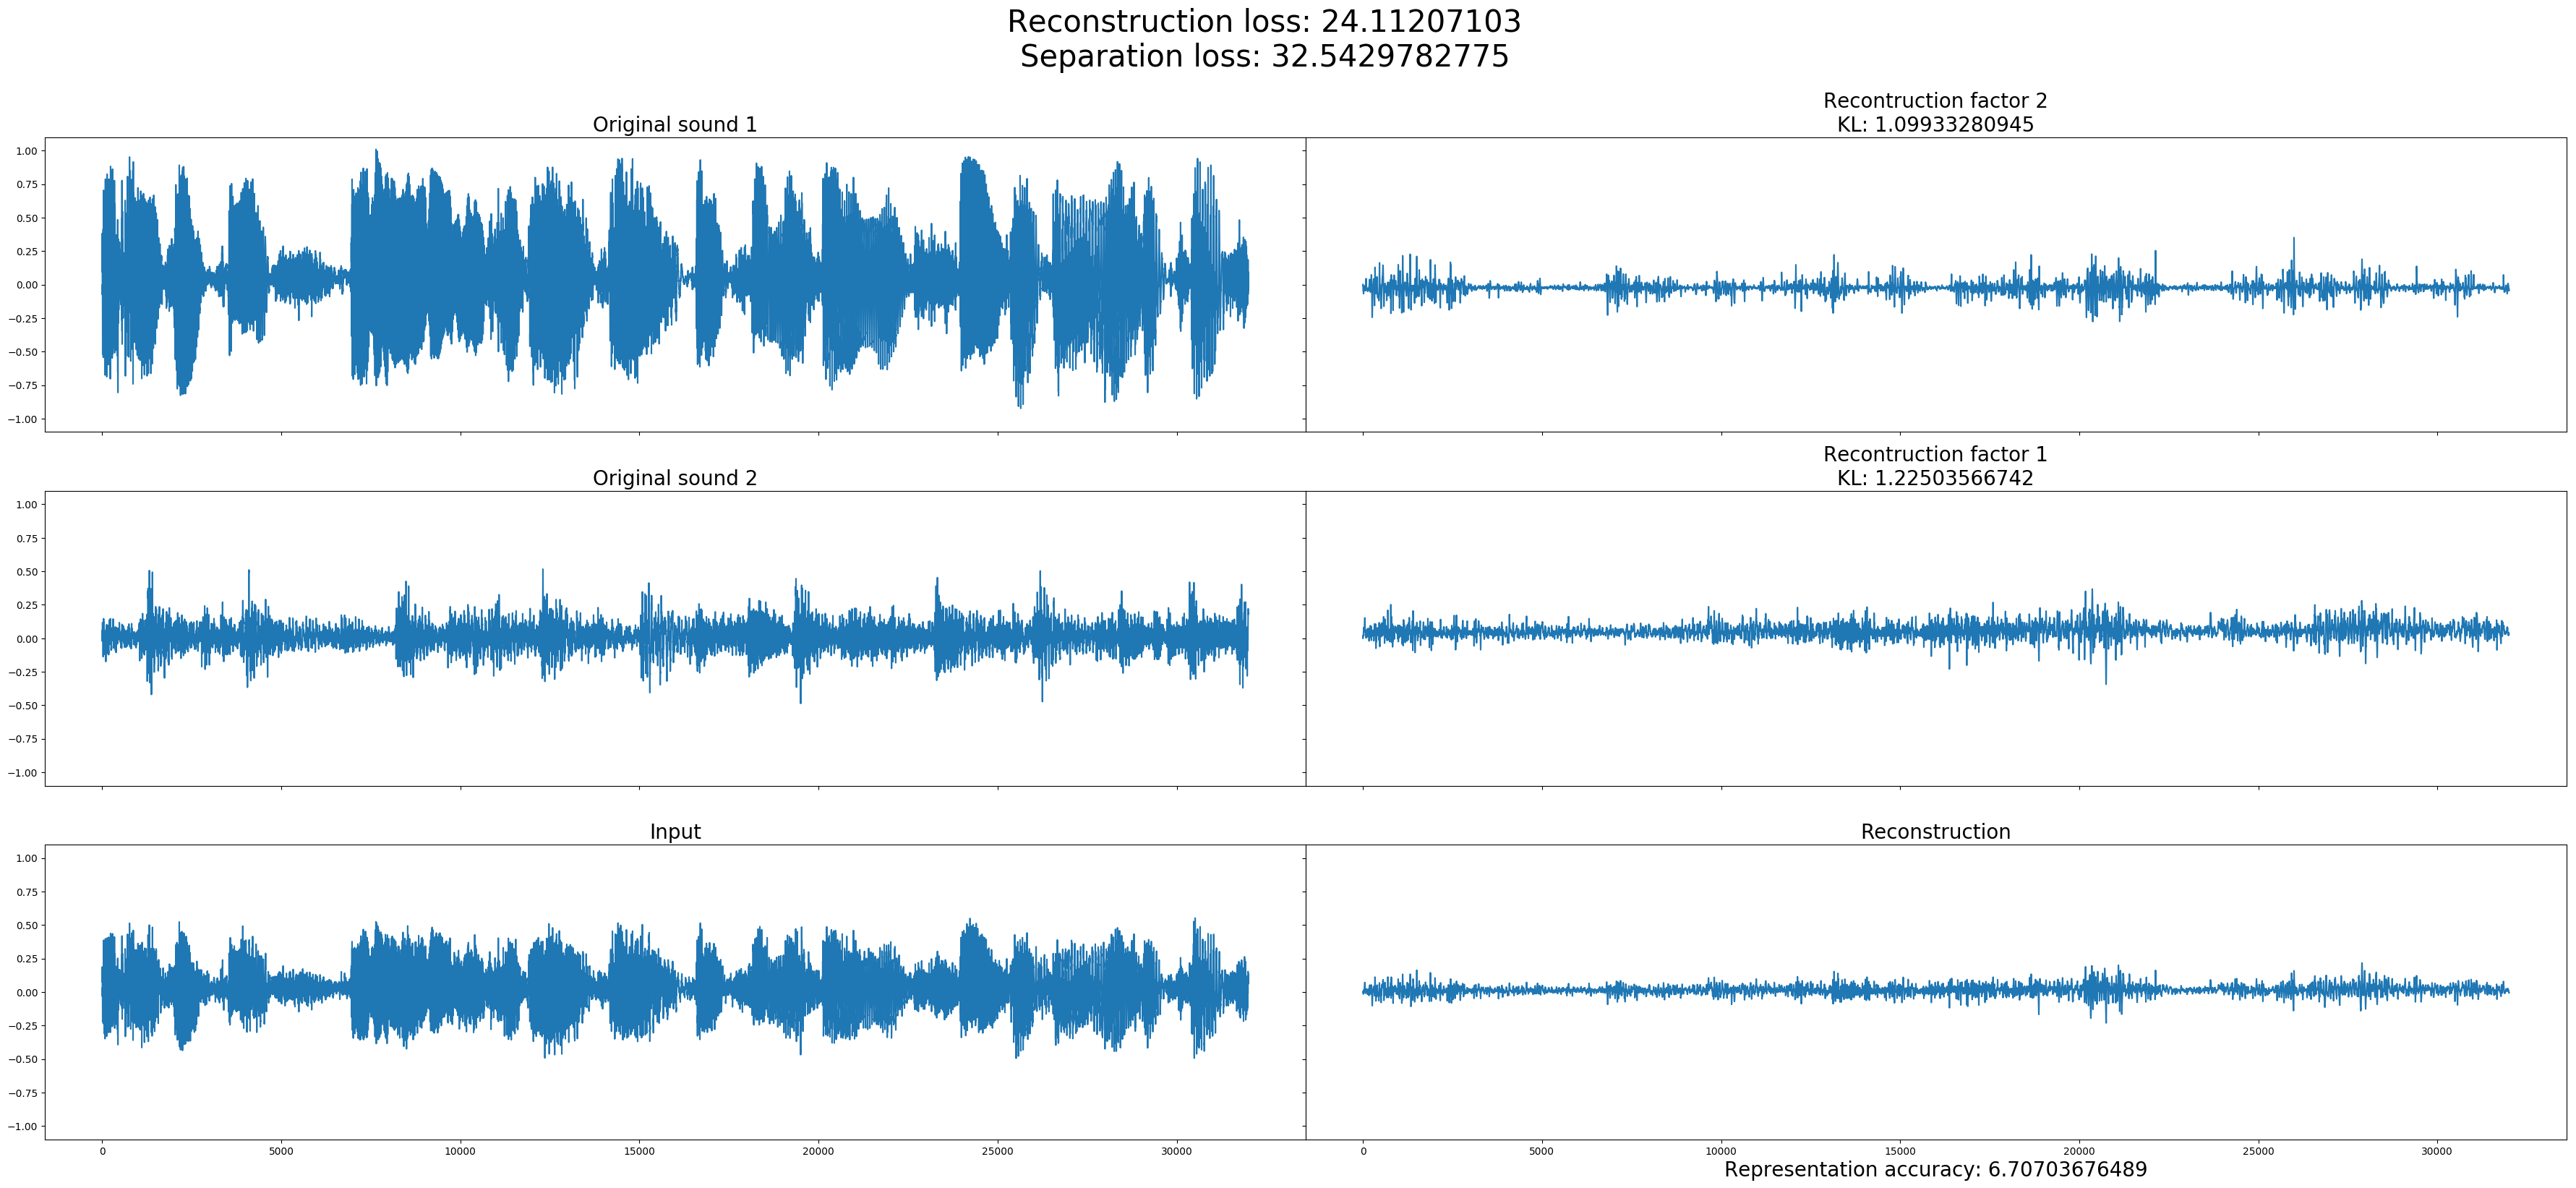 Reconstruction loss: 24.11207103
Separation loss: 32.5429782775
Original sound 1
1.00
0.75
0.50
0.25
0.00
−0.25
−0.50
−0.75
−1.00
Recontruction factor 2
KL: 1.09933280945
Original sound 2
1.00
0.75
0.50
0.25
0.00
−0.25
−0.50
−0.75
−1.00
Recontruction factor 1
KL: 1.22503566742
Input
1.00
0.75
0.50
0.25
0.00
−0.25
−0.50
−0.75
−1.00
0 5000 10000 15000 20000 25000 30000
Reconstruction
0 5000 10000 15000 20000 25000 30000
Representation accuracy: 6.70703676489